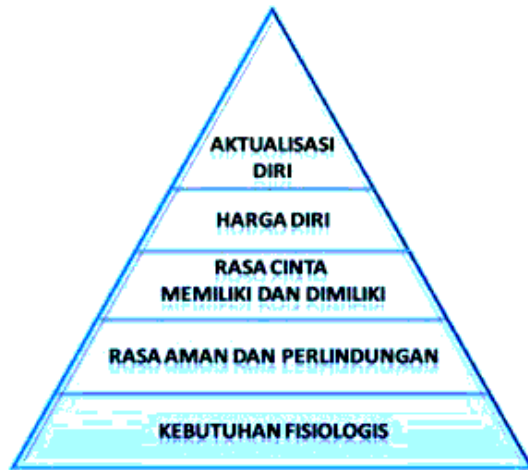 AKTUALISASI
DIRI
HARGA DIRI
RASA CINTA
MEMILIKI DAN DIMILIKI
RASA AMAN DAN PERLINDUNGAN
KEBUTUHAN FISIOLOGIS